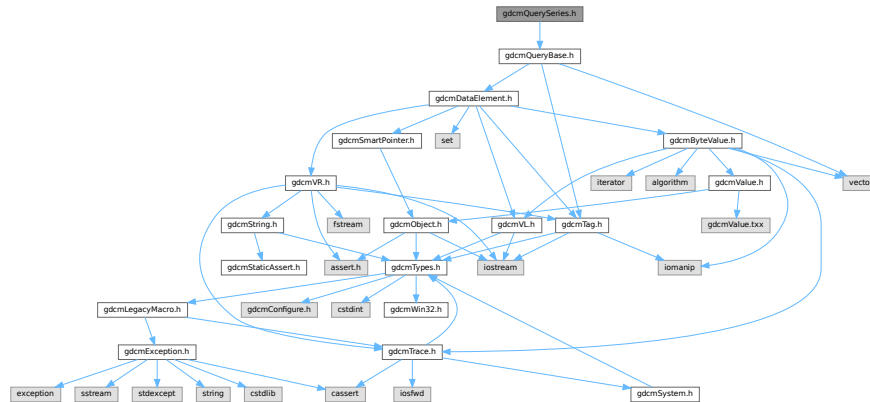 gdcmQuerySeries.h
gdcmQueryBase.h
gdcmDataElement.h
gdcmSmartPointer.h
set
gdcmByteValue.h
gdcmVR.h
iterator
algorithm
gdcmValue.h
vecto
gdcmString.h
fstream
gdcmObject.h
gdcmVL.h
gdcmTag.h
gdcmValue.txx
gdcmStaticAssert.h
assert.h
gdcmTypes.h
iostream
iomanip
gdcmLegacyMacro.h
gdcmConfigure.h
cstdint
gdcmWin32.h
gdcmException.h
gdcmTrace.h
exception
sstream
stdexcept
string
cstdlib
cassert
iosfwd
gdcmSystem.h